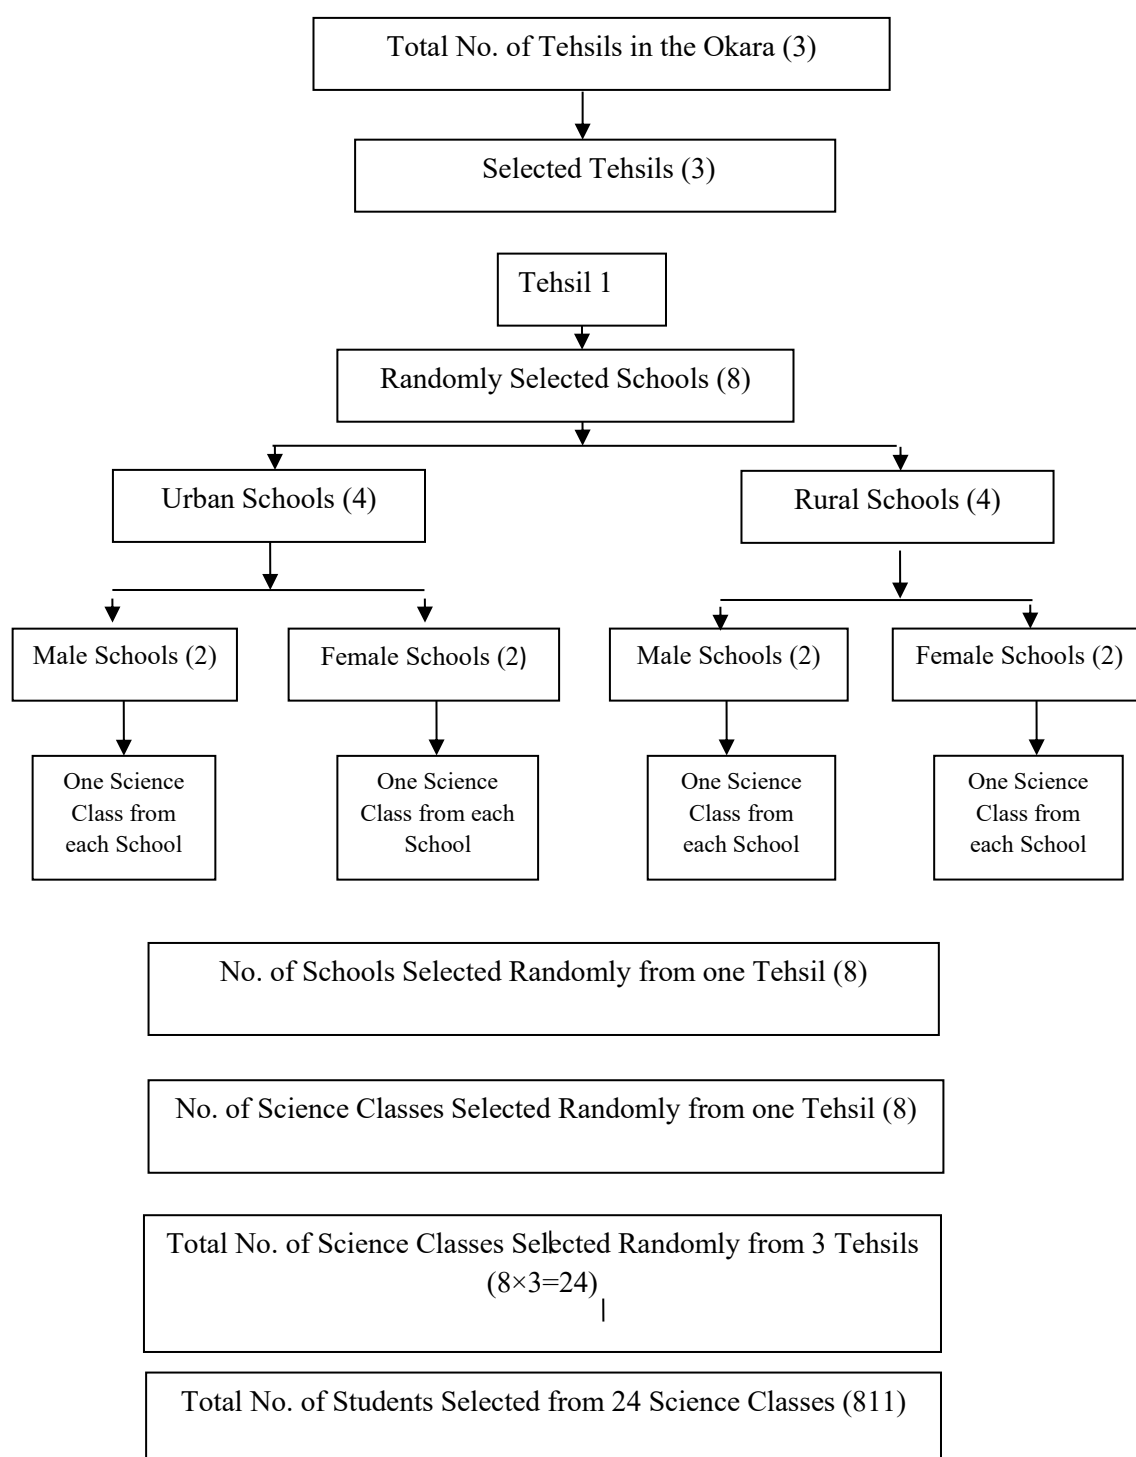 Total No. of Tehsils in the Okara (3)
Selected Tehsils (3)
Tehsil 1
Randomly Selected Schools (8)
Urban Schools (4)
Rural Schools (4)
Male Schools (2)
Female Schools (2)
Male Schools (2)
Female Schools (2)
One Science
Class from
each School
One Science
Class from each
School
One Science
Class from
each School
One Science
Class from
each School
No. of Schools Selected Randomly from one Tehsil (8)
No. of Science Classes Selected Randomly from one Tehsil (8)
Total No. of Science Classes Selected Randomly from 3 Tehsils
(8×3=24)
Total No. of Students Selected from 24 Science Classes (811)